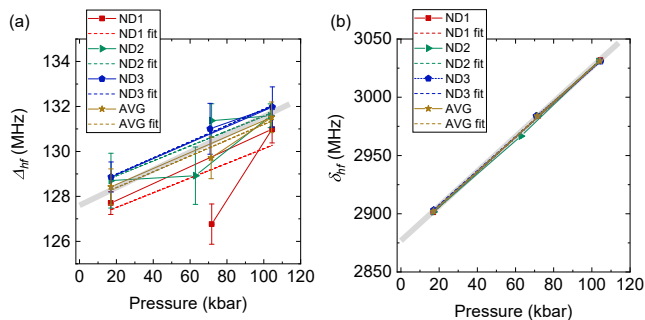 (a)
ND1
ND1 fit
ND2
ND2 fit
ND3
ND3 fit
AVG
AVG fit
134
132
130
128
126
0 20 40 60 80 100 120
Δhf (MHz)
Pressure (kbar)
(b)
ND1
ND1 fit
ND2
ND2 fit
ND3
ND3 fit
AVG
AVG fit
3050
3000
2950
2900
2850
0 20 40 60 80 100 120
δhf (MHz)
Pressure (kbar)